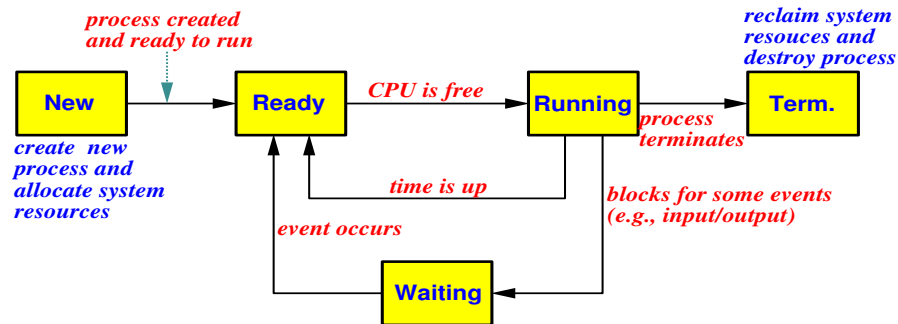 process created
and ready to run
reclaim system
resouces and
destroy process
New
Ready
CPU is free
Running
Term.
process
terminates
create new
process and
allocate system
resources
time is up
blocks for some events
(e.g., input/output)
event occurs
Waiting